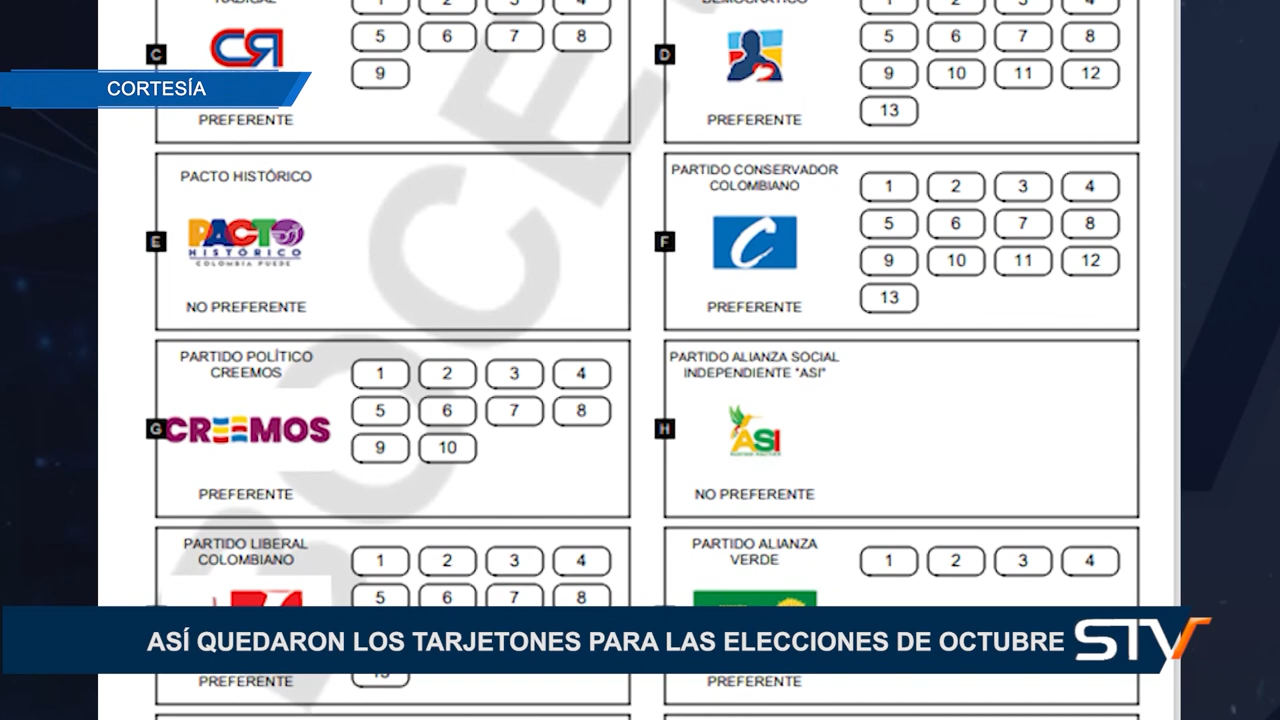 RADICAL
1 2 3 4
C
CR
5 6 7 8
9
PREFERENTE
DEMOCRÁTICO
1 2 3 4
D
5 6 7 8
9 10 11 12
13
PREFERENTE
CORTESÍA
PACTO HISTÓRICO
E
PACTO
HISTÓRICO
COLOMBIA PUEDE
NO PREFERENTE
PARTIDO CONSERVADOR
COLOMBIANO
F
C
1 2 3 4
5 6 7 8
9 10 11 12
13
PREFERENTE
PARTIDO POLÍTICO
CREEMOS
G
CREEMOS
1 2 3 4
5 6 7 8
9 10
PREFERENTE
PARTIDO ALIANZA SOCIAL
INDEPENDIENTE "ASI"
H
ASI
NO PREFERENTE
PARTIDO LIBERAL
COLOMBIANO
1 2 3 4
5 6 7 8
13
PREFERENTE
PARTIDO ALIANZA
VERDE
1 2 3 4
PREFERENTE
ASÍ QUEDARON LOS TARJETONES PARA LAS ELECCIONES DE OCTUBRE
STV